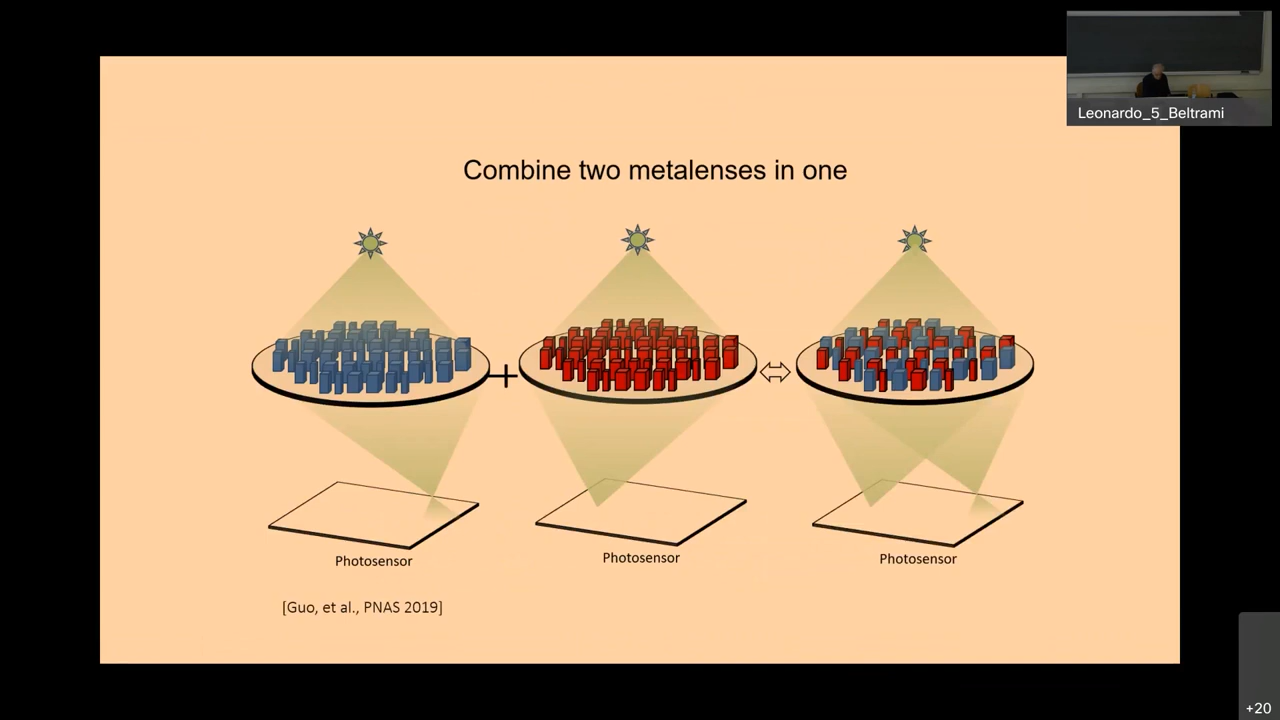 Leonardo_5_Beltrami
Combine two metalenses in one
Photosensor
Photosensor
Photosensor
[Guo, et al., PNAS 2019]
+20